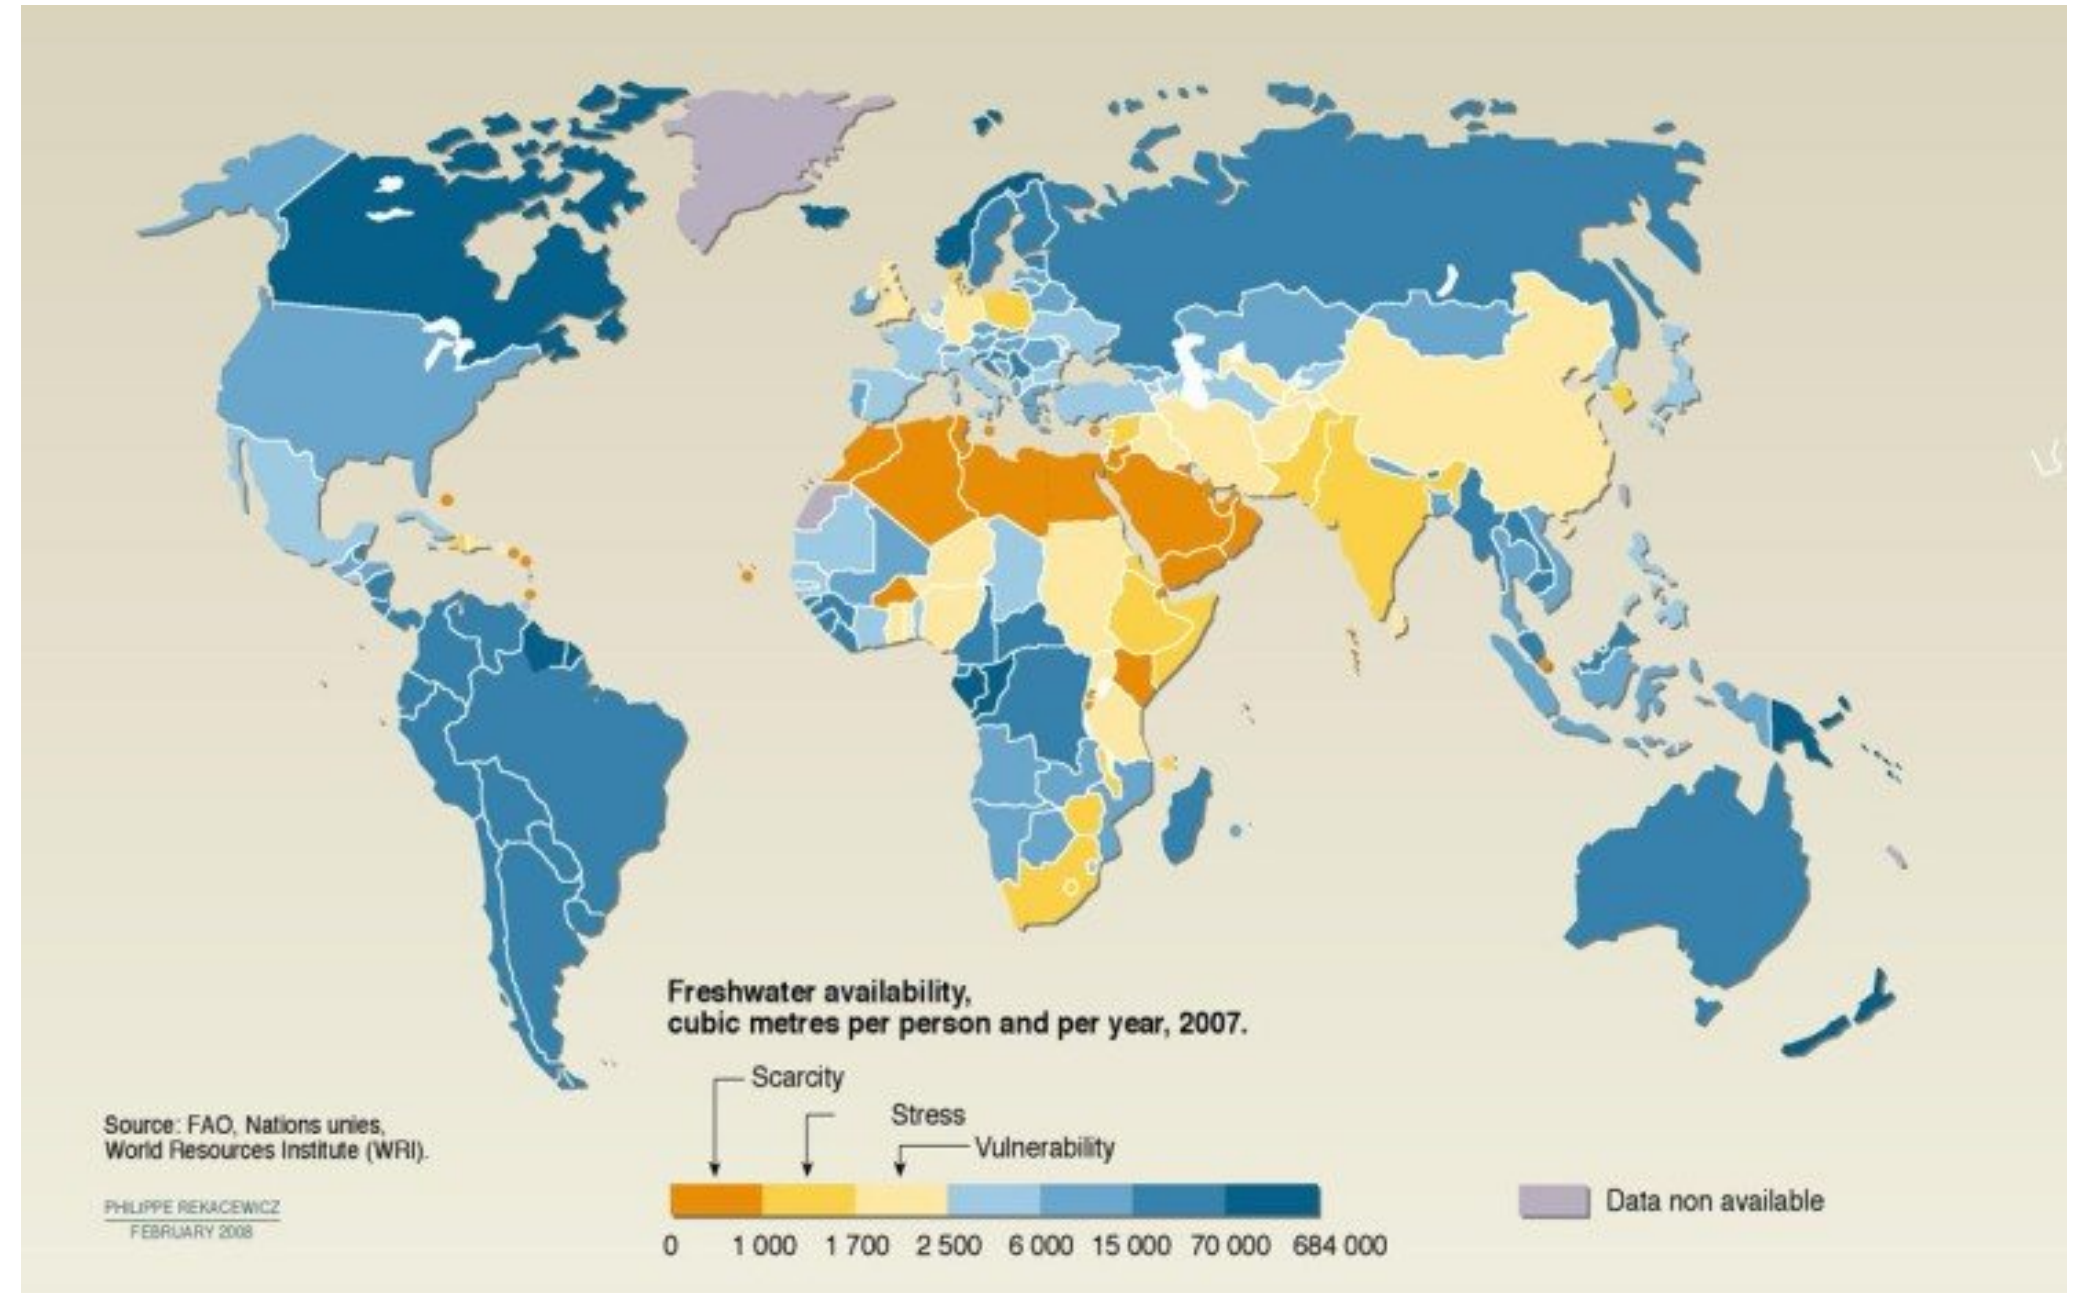 Freshwater availability,
cubic metres per person and per year, 2007.
Scarcity
Stress
Vulnerability
0 1 000 1 700 2 500 6 000 15 000 70 000 684 000
Data non available
Source: FAO, Nations unies,
World Resources Institute (WRI).
PHILIPPE REKACEWICZ
FEBRUARY 2008